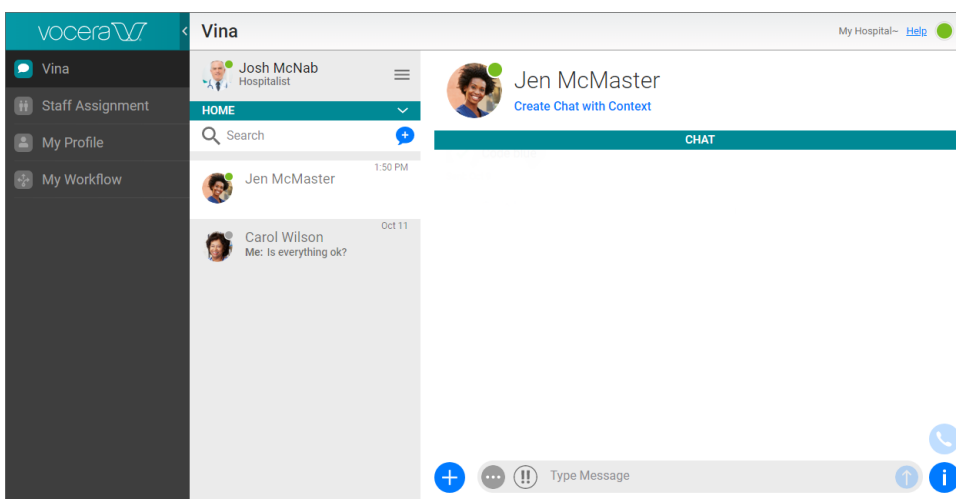 vocera
Vina
My Hospital~ Help
Vina
Staff Assignment
My Profile
My Workflow
Josh McNab
Hospitalist
HOME
Search
1:50 PM
Jen McMaster
Oct 11
Carol Wilson
Me: Is everything ok?
Jen McMaster
Create Chat with Context
CHAT
Type Message